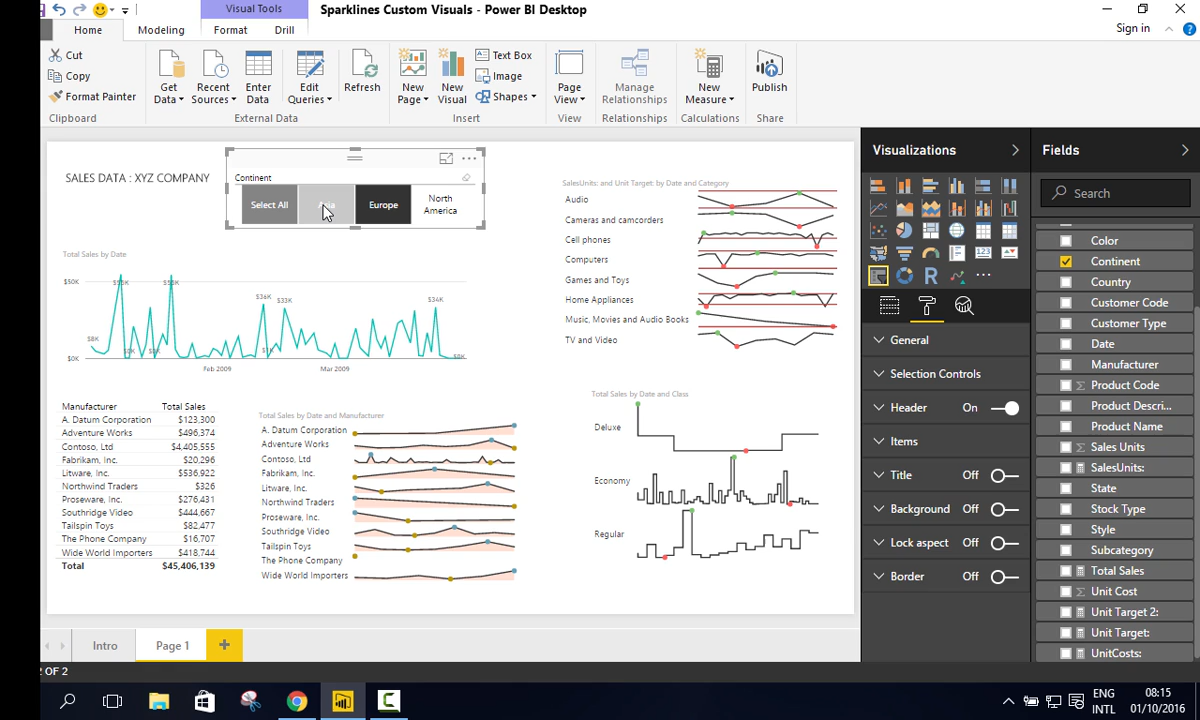 Visual Tools
Sparklines Custom Visuals - Power BI Desktop
Home
Modeling
Format
Drill
Sign in
Cut
Copy
Format Painter
Clipboard
Get Data
Recent Sources
Enter Data
Edit Queries
Refresh
External Data
New Page
New Visual
Text Box
Image
Shapes
Insert
Page View
View
Manage Relationships
Relationships
New Measure
Calculations
Publish
Share
SALES DATA : XYZ COMPANY
Continent
Select All
Asia
Europe
North America
Total Sales by Date
$50K
$0K
$8K
$36K
$33K
$34K
Feb 2009
Mar 2009
SalesUnits: and Unit Target: by Date and Category
Audio
Cameras and camcorders
Cell phones
Computers
Games and Toys
Home Appliances
Music, Movies and Audio Books
TV and Video
Manufacturer Total Sales
A. Datum Corporation $123,300
Adventure Works $496,374
Contoso, Ltd $4,405,555
Fabrikam, Inc. $20,296
Litware, Inc. $536,922
Northwind Traders $326
Proseware, Inc. $276,431
Southridge Video $444,667
Tailspin Toys $82,477
The Phone Company $16,707
Wide World Importers $418,744
Total $45,406,139
Total Sales by Date and Manufacturer
A. Datum Corporation
Adventure Works
Contoso, Ltd
Fabrikam, Inc.
Litware, Inc.
Northwind Traders
Proseware, Inc.
Southridge Video
Tailspin Toys
The Phone Company
Wide World Importers
Total Sales by Date and Class
Deluxe
Economy
Regular
Visualizations
R
General
Selection Controls
Header On
Items
Title Off
Background Off
Lock aspect Off
Border Off
Fields
Search
Color
Continent
Country
Customer Code
Customer Type
Date
Manufacturer
Product Code
Product Descri...
Product Name
Sales Units
SalesUnits:
State
Stock Type
Style
Subcategory
Total Sales
Unit Cost
Unit Target 2:
Unit Target:
UnitCosts:
Intro
Page 1
2 OF 2
ENG
INTL
08:15
01/10/2016